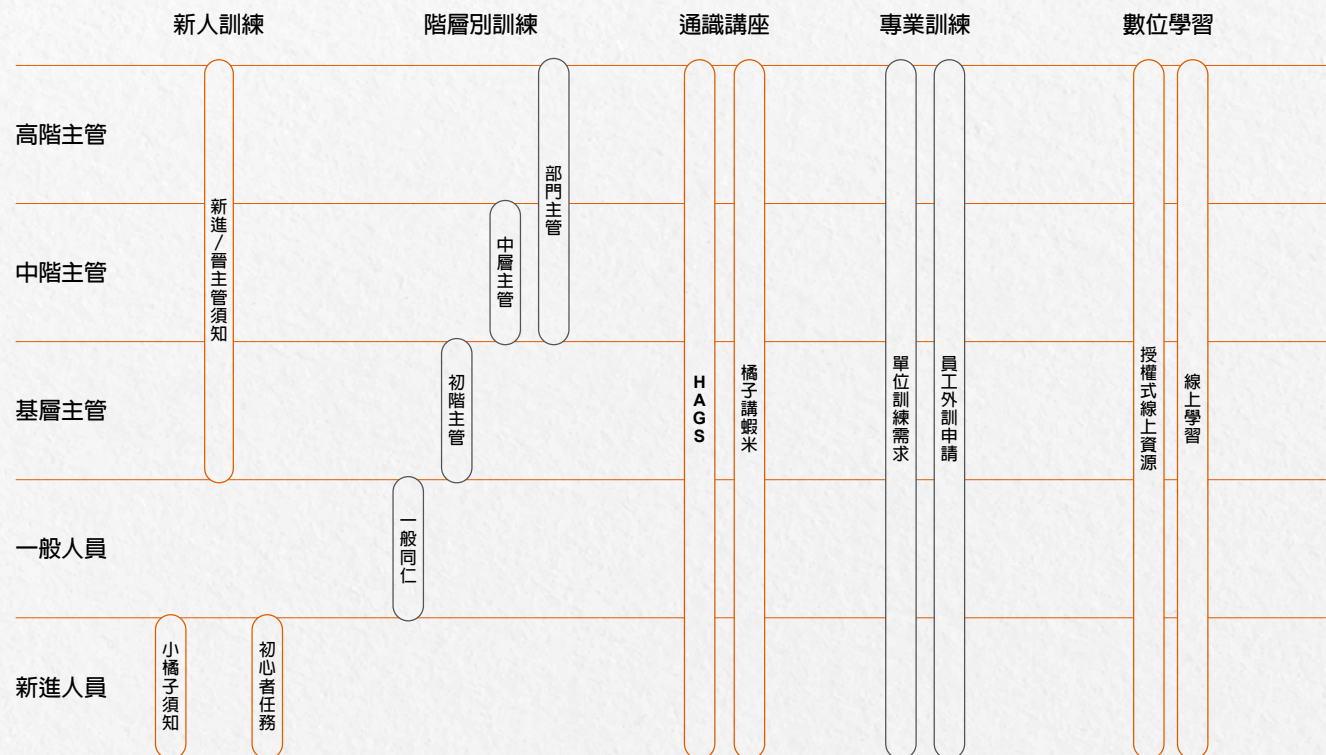 新人訓練
階層別訓練
通識講座
專業訓練
數位學習
高階主管
中階主管
基層主管
一般人員
新進人員
新進/晉主管須知
小橘子須知
初心者任務
一般同仁
初階主管
中層主管
部門主管
HAGS
橘子講蝦米
單位訓練需求
員工外訓申請
授權式線上資源
線上學習